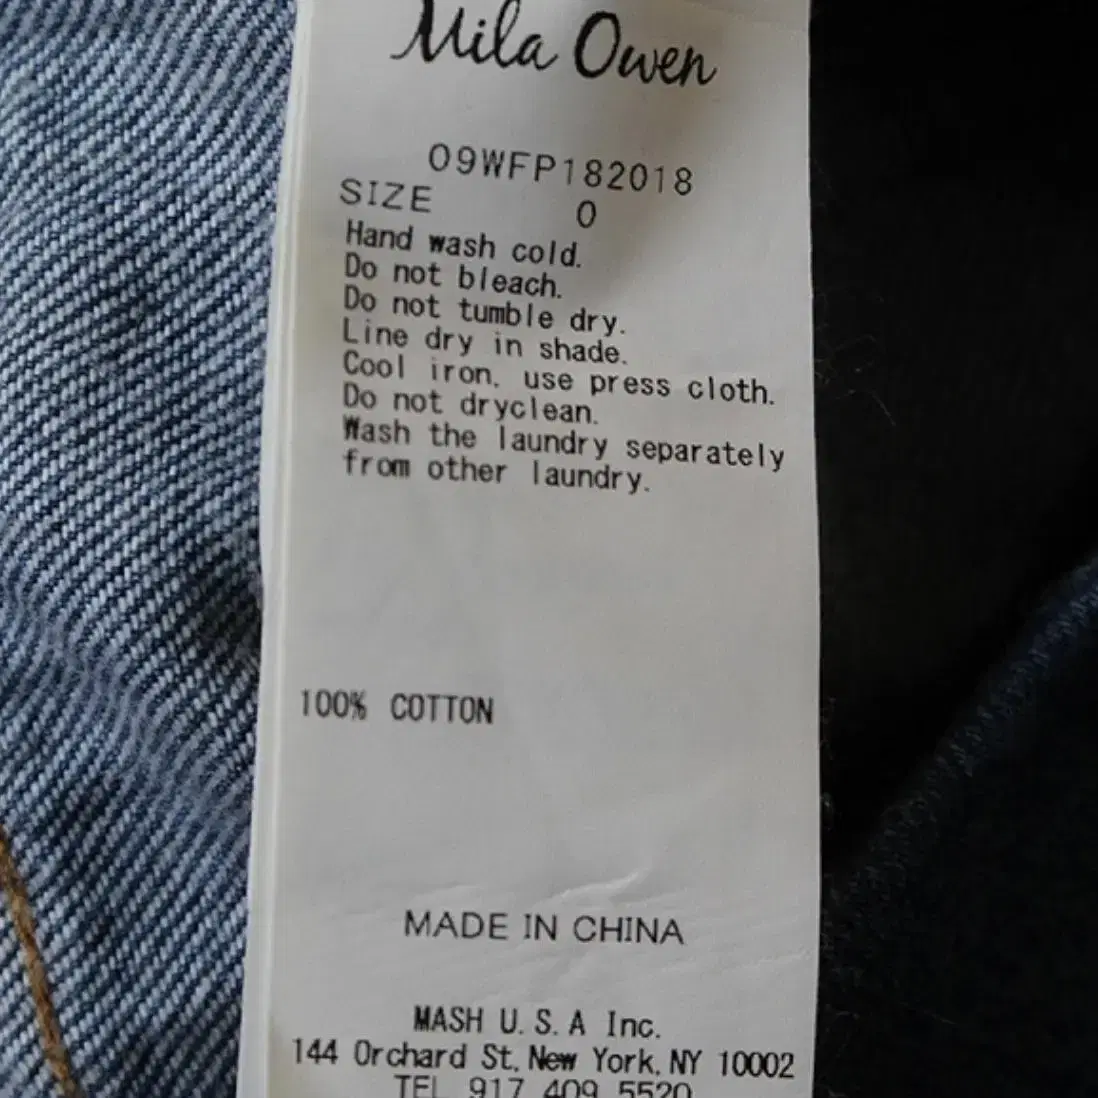 Mila Owen
09WFP182018
SIZE 0
Hand wash cold.
Do not bleach.
Do not tumble dry.
Line dry in shade.
Cool iron, use press cloth.
Do not dryclean.
Wash the laundry separately
from other laundry.
100% COTTON
MADE IN CHINA
MASH U.S.A Inc.
144 Orchard St, New York, NY 10002
TEL 917 409 5520